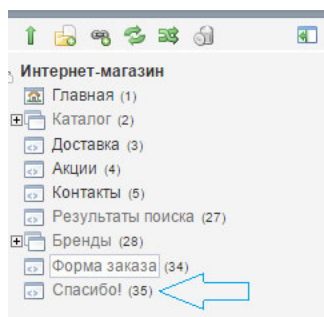 Интернет-магазин
Главная (1)
Каталог (2)
Доставка (3)
Акции (4)
Контакты (5)
Результаты поиска (27)
Бренды (28)
Форма заказа (34)
Спасибо! (35)